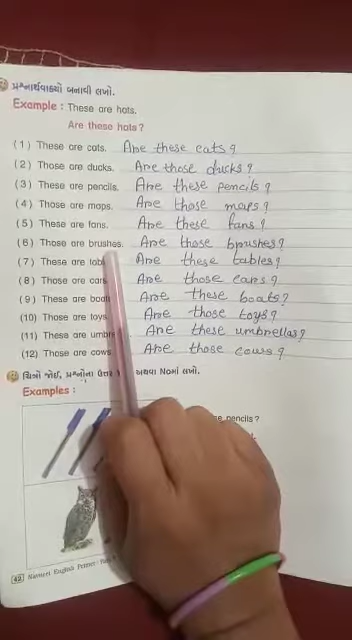 પ્રશ્નાર્થવાક્યો બનાવી લખો.
Example : These are hats.
Are these hats?
(1) These are cats. Are these cats?
(2) Those are ducks. Are those ducks?
(3) These are pencils. Are these pencils?
(4) Those are maps. Are those maps?
(5) These are fans. Are these fans?
(6) Those are brushes. Are those brushes?
(7) These are tab Are these tables?
(8) Those are cars Are those cars?
(9) These are boat Are these boats?
(10) Those are toys Are those toys?
(11) These are umbre Are these umbrellas?
(12) Those are cows. Are those cows?
ચિત્રો જોઈ, પ્રશ્નોના ઉત્તર અથવા Noમાં લખો.
Examples :
pencils?
49 Navneet English